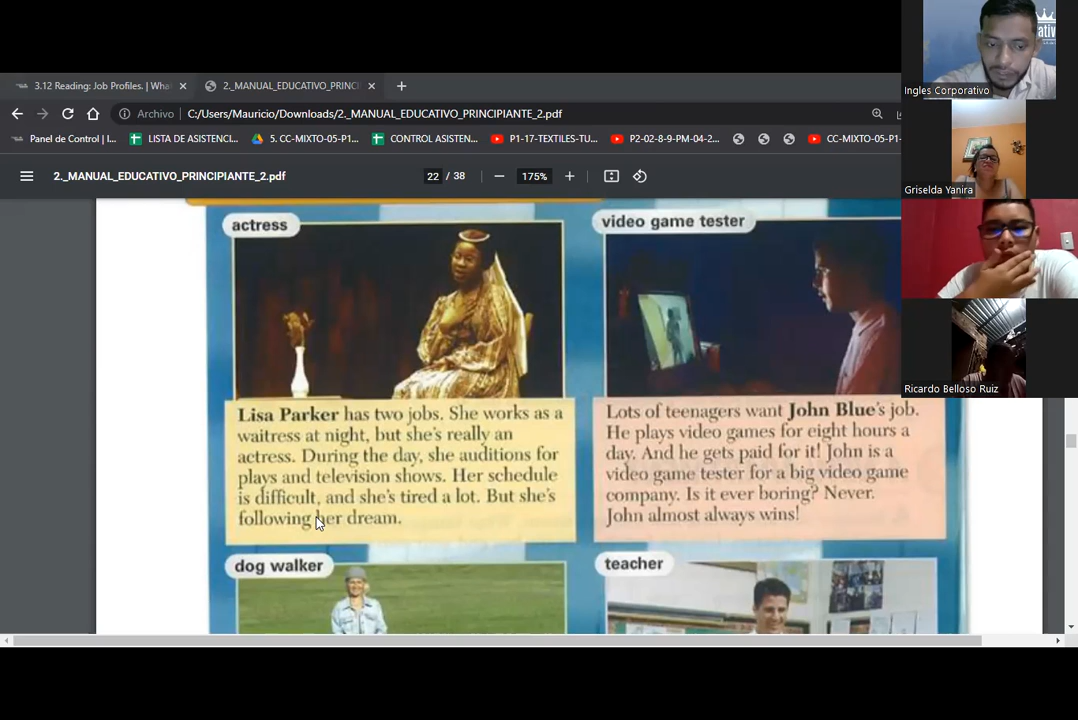 3.12 Reading: Job Profiles. | Wha
2._MANUAL_EDUCATIVO_PRINCIP
Archivo
C:/Users/Mauricio/Downloads/2._MANUAL_EDUCATIVO_PRINCIPIANTE_2.pdf
Panel de Control | I...
LISTA DE ASISTENCI...
5. CC-MIXTO-05-P1...
CONTROL ASISTEN...
P1-17-TEXTILES-TU...
P2-02-8-9-PM-04-2...
CC-MIXTO-05-P1-
2._MANUAL_EDUCATIVO_PRINCIPIANTE_2.pdf
22 / 38
175%
actress
Lisa Parker has two jobs. She works as a
waitress at night, but she's really an
actress. During the day, she auditions for
plays and television shows. Her schedule
is difficult, and she's tired a lot. But she's
following her dream.
video game tester
Lots of teenagers want John Blue's job.
He plays video games for eight hours a
day. And he gets paid for it! John is a
video game tester for a big video game
company. Is it ever boring? Never.
John almost always wins!
dog walker
teacher
ativ
Ingles Corporativo
Griselda Yanira
Ricardo Belloso Ruiz